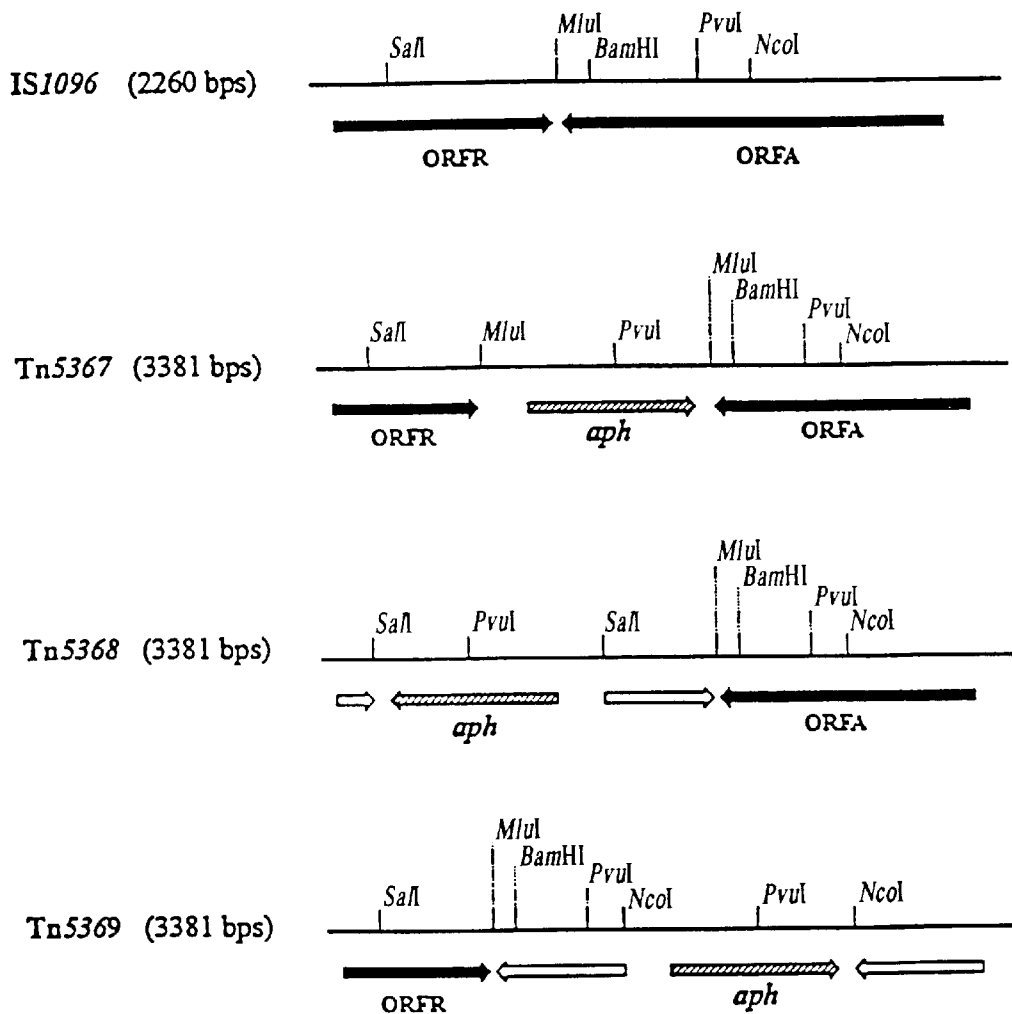 MluI
PvuI
SalI
BamHI
NcoI
IS1096 (2260 bps)
ORFR
ORFA
MluI
BamHI
SalI
MluI
PvuI
PvuI
NcoI
Tn5367 (3381 bps)
ORFR
aph
ORFA
MluI
BamHI
SalI
PvuI
SalI
PvuI
NcoI
Tn5368 (3381 bps)
aph
ORFA
MluI
BamHI
SalI
PvuI
NcoI
PvuI
NcoI
Tn5369 (3381 bps)
ORFR
aph